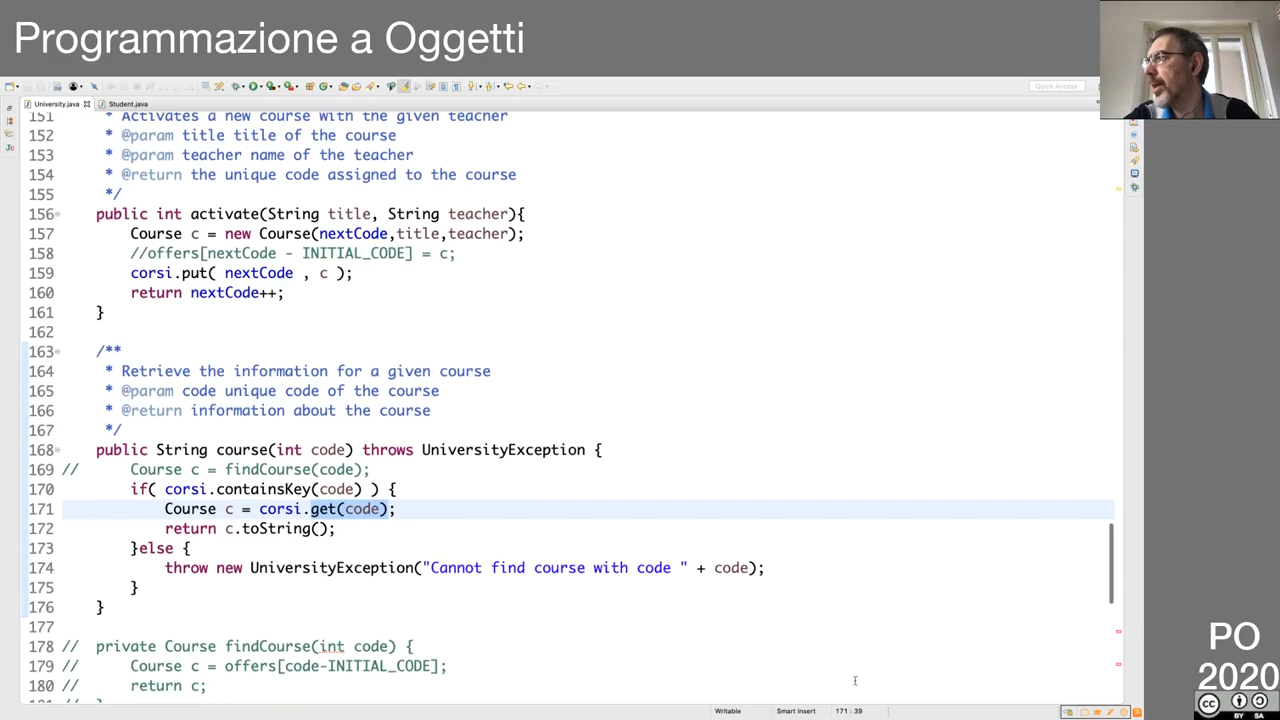 Programmazione a Oggetti
Quick Access
University.java
Student.java
151 * Activates a new course with the given teacher
152 * @param title title of the course
153 * @param teacher name of the teacher
154 * @return the unique code assigned to the course
155 */
156 public int activate(String title, String teacher){
157 Course c = new Course(nextCode,title,teacher);
158 //offers[nextCode - INITIAL_CODE] = c;
159 corsi.put( nextCode , c );
160 return nextCode++;
161 }
162
163 /**
164 * Retrieve the information for a given course
165 * @param code unique code of the course
166 * @return information about the course
167 */
168 public String course(int code) throws UniversityException {
169 // Course c = findCourse(code);
170 if( corsi.containsKey(code) ) {
171 Course c = corsi.get(code);
172 return c.toString();
173 }else {
174 throw new UniversityException("Cannot find course with code " + code);
175 }
176 }
177
178 // private Course findCourse(int code) {
179 // Course c = offers[code-INITIAL_CODE];
180 // return c;
Writable
Smart Insert
171 : 39
PO
2020
CC
BY SA